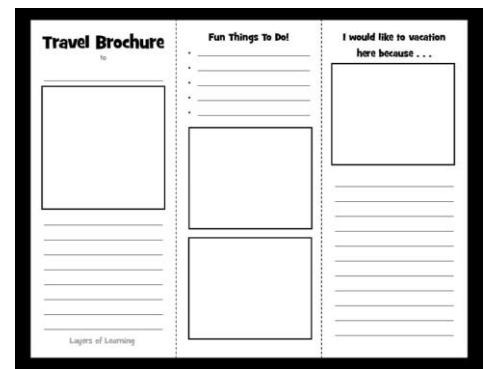 Travel Brochure
to
Layers of Learning
Fun Things To Do!
I would like to vacation
here because . . .